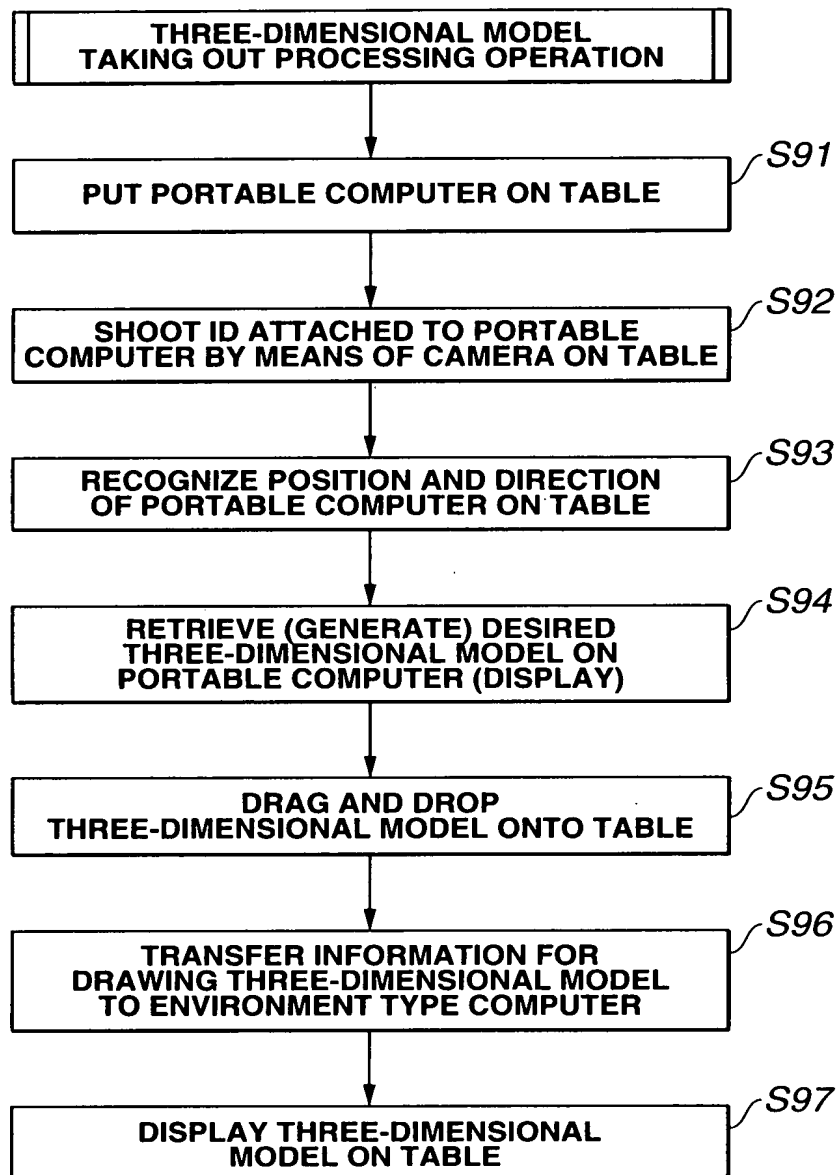 THREE-DIMENSIONAL MODEL
TAKING OUT PROCESSING OPERATION
S91
PUT PORTABLE COMPUTER ON TABLE
S92
SHOOT ID ATTACHED TO PORTABLE
COMPUTER BY MEANS OF CAMERA ON TABLE
S93
RECOGNIZE POSITION AND DIRECTION
OF PORTABLE COMPUTER ON TABLE
S94
RETRIEVE (GENERATE) DESIRED
THREE-DIMENSIONAL MODEL ON
PORTABLE COMPUTER (DISPLAY)
S95
DRAG AND DROP
THREE-DIMENSIONAL MODEL ONTO TABLE
S96
TRANSFER INFORMATION FOR
DRAWING THREE-DIMENSIONAL MODEL
TO ENVIRONMENT TYPE COMPUTER
S97
DISPLAY THREE-DIMENSIONAL
MODEL ON TABLE